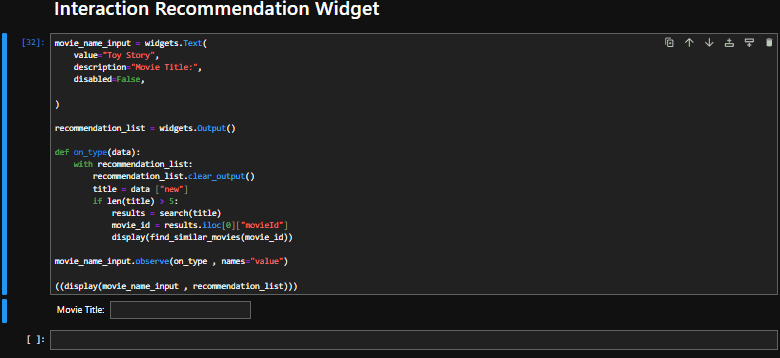 Interaction Recommendation Widget
[32]:
movie_name_input = widgets.Text(
    value="Toy Story",
    description="Movie Title:",
    disabled=False,
)
recommendation_list = widgets.Output()
def on_type(data):
    with recommendation_list:
        recommendation_list.clear_output()
        title = data ["new"]
        if len(title) > 5:
            results = search(title)
            movie_id = results.iloc[0]["movieId"]
            display(find_similar_movies(movie_id))
movie_name_input.observe(on_type , names="value")
((display(movie_name_input , recommendation_list)))
Movie Title:
[ ]: